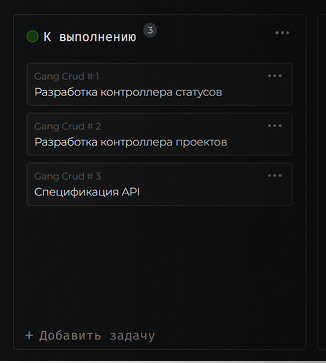 К выполнению 3
Gang Crud # 1
Разработка контроллера статусов
Gang Crud # 2
Разработка контроллера проектов
Gang Crud # 3
Спецификация API
+ Добавить задачу